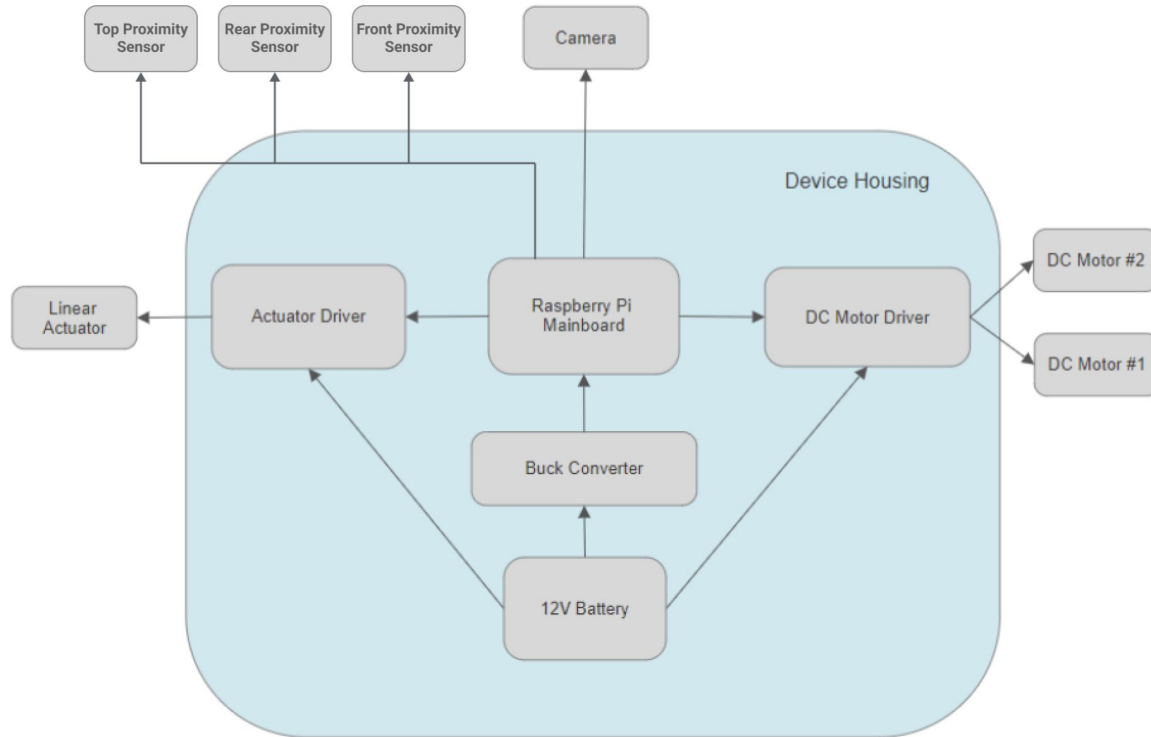 Top Proximity
Sensor
Rear Proximity
Sensor
Front Proximity
Sensor
Camera
Device Housing
Linear
Actuator
Actuator Driver
Raspberry Pi
Mainboard
DC Motor Driver
DC Motor #2
DC Motor #1
Buck Converter
12V Battery